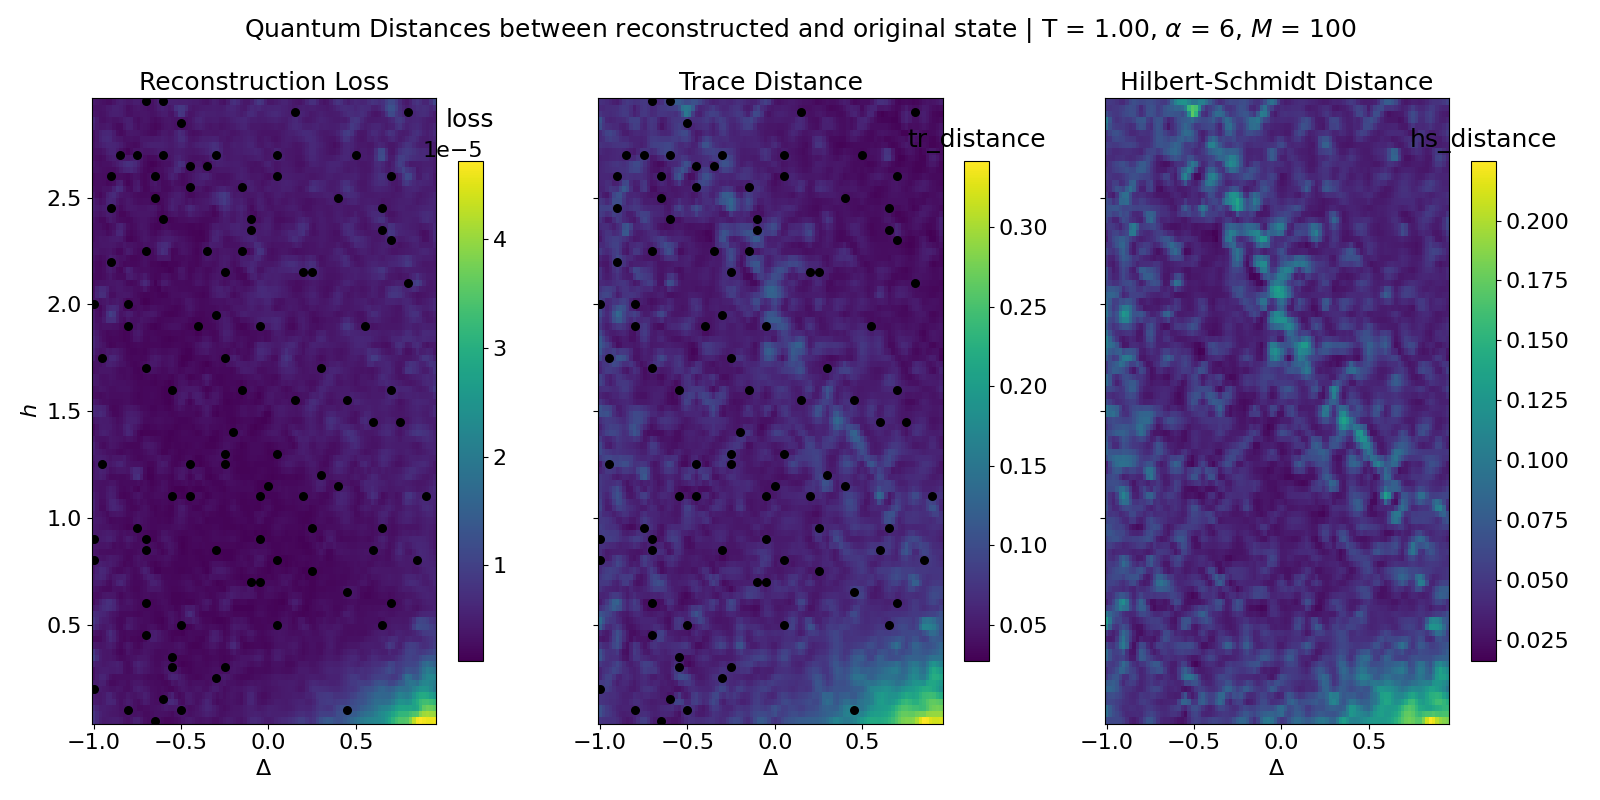 Quantum Distances between reconstructed and original state | T = 1.00, α = 6, M = 100
Reconstruction Loss
Trace Distance
Hilbert-Schmidt Distance
loss
1e−5
4
3
2
1
tr_distance
0.30
0.25
0.20
0.15
0.10
0.05
hs_distance
0.200
0.175
0.150
0.125
0.100
0.075
0.050
0.025
h
2.5
2.0
1.5
1.0
0.5
−1.0 −0.5 0.0 0.5
Δ
−1.0 −0.5 0.0 0.5
Δ
−1.0 −0.5 0.0 0.5
Δ